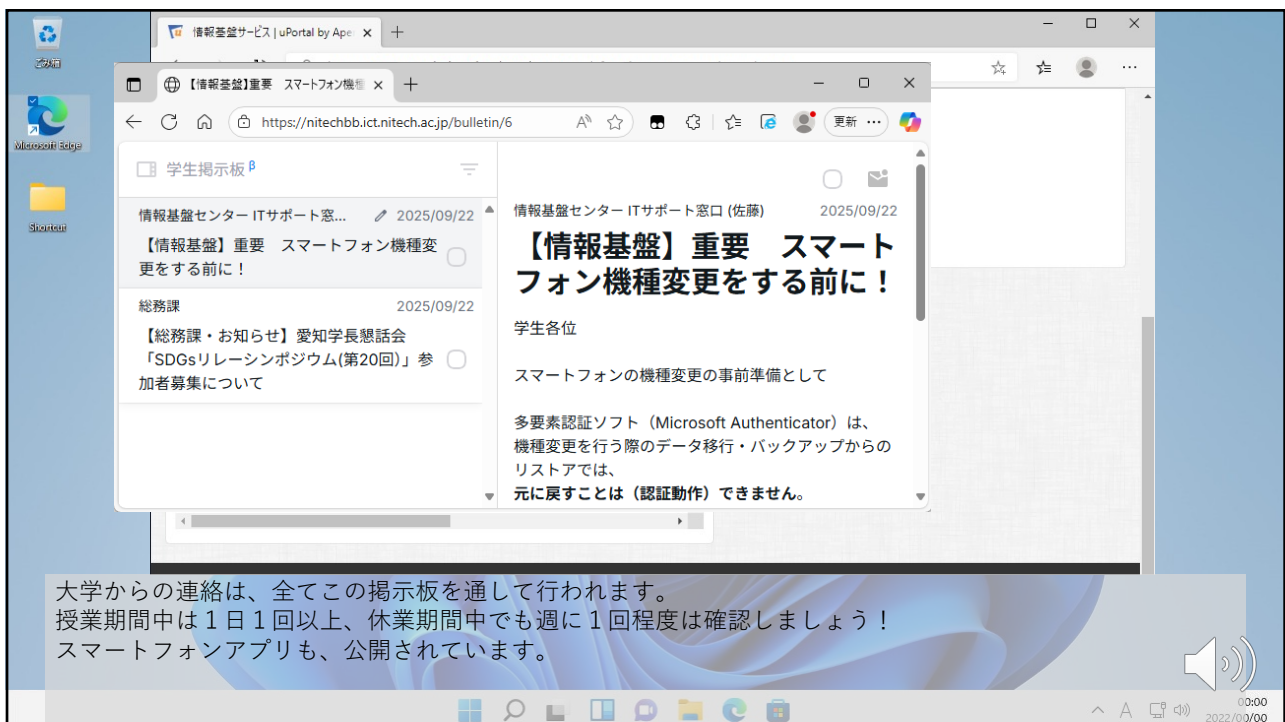 ごみ箱
Microsoft Edge
Shortcut
情報基盤サービス | uPortal by Ape
【情報基盤】重要 スマートフォン機種
https://nitechbb.ict.nitech.ac.jp/bulletin/6
更新
学生掲示板 β
情報基盤センター ITサポート窓... 2025/09/22
【情報基盤】重要 スマートフォン機種変
更をする前に！
総務課 2025/09/22
【総務課・お知らせ】愛知学長懇話会
「SDGsリレーシンポジウム(第20回)」参
加者募集について
情報基盤センター ITサポート窓口 (佐藤) 2025/09/22
【情報基盤】重要 スマート
フォン機種変更をする前に！
学生各位
スマートフォンの機種変更の事前準備として
多要素認証ソフト（Microsoft Authenticator）は、
機種変更を行う際のデータ移行・バックアップからの
リストアでは、
元に戻すことは（認証動作）できません。
大学からの連絡は、全てこの掲示板を通して行われます。
授業期間中は１日１回以上、休業期間中でも週に１回程度は確認しましょう！
スマートフォンアプリも、公開されています。
A
00:00
2022/00/00